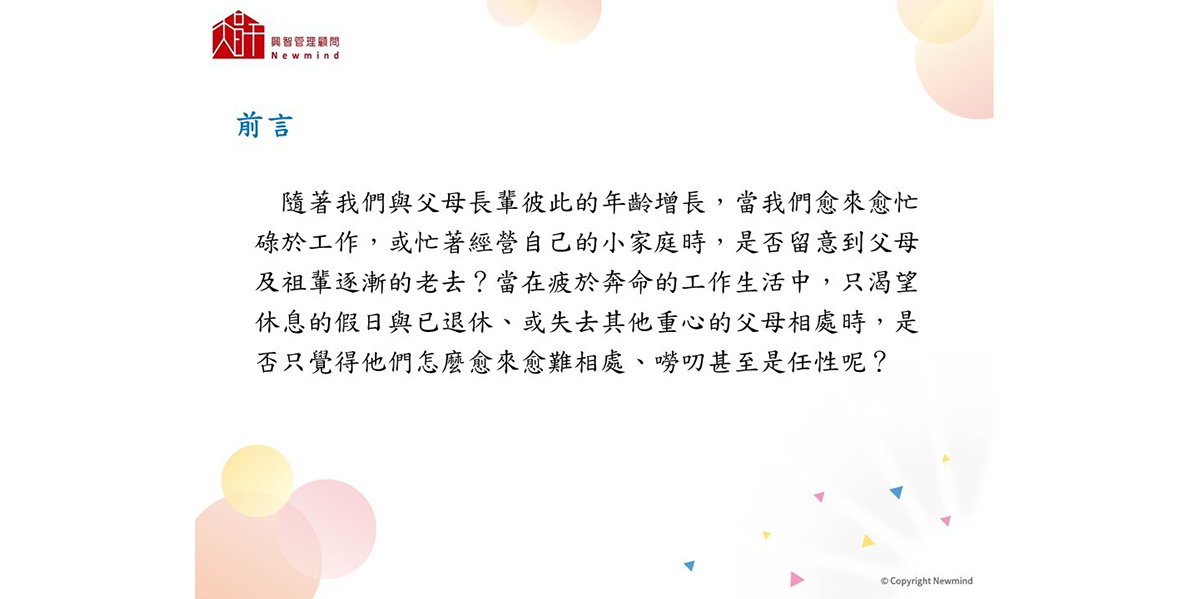 興智管理顧問
Newmind
前言
隨著我們與父母長輩彼此的年齡增長，當我們愈來愈忙
碌於工作，或忙著經營自己的小家庭時，是否留意到父母
及祖輩逐漸的老去？當在疲於奔命的工作生活中，只渴望
休息的假日與已退休、或失去其他重心的父母相處時，是
否只覺得他們怎麼愈來愈難相處、嘮叨甚至是任性呢？
© Copyright Newmind